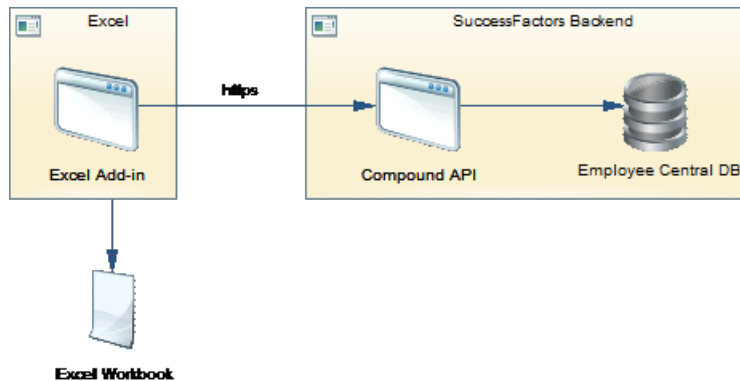 Excel
SuccessFactors Backend
https
Excel Add-in
Compound API
Employee Central DB
Excel Workbook